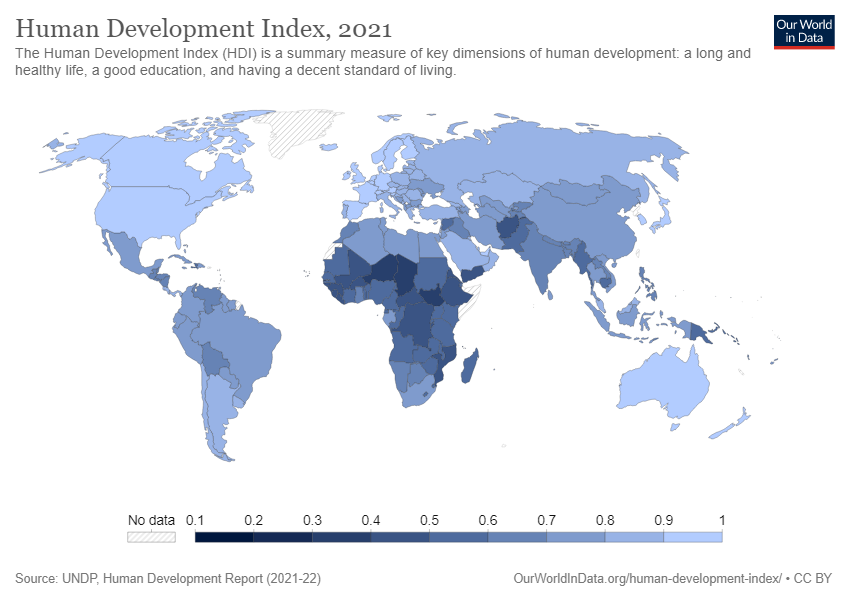 Human Development Index, 2021
Our World
in Data
The Human Development Index (HDI) is a summary measure of key dimensions of human development: a long and
healthy life, a good education, and having a decent standard of living.
No data 0.1 0.2 0.3 0.4 0.5 0.6 0.7 0.8 0.9 1
Source: UNDP, Human Development Report (2021-22)
OurWorldInData.org/human-development-index/ • CC BY